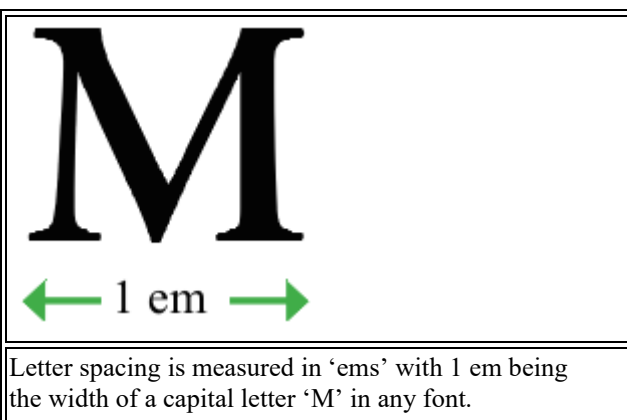 M
1 em
Letter spacing is measured in ‘ems’ with 1 em being
the width of a capital letter ‘M’ in any font.